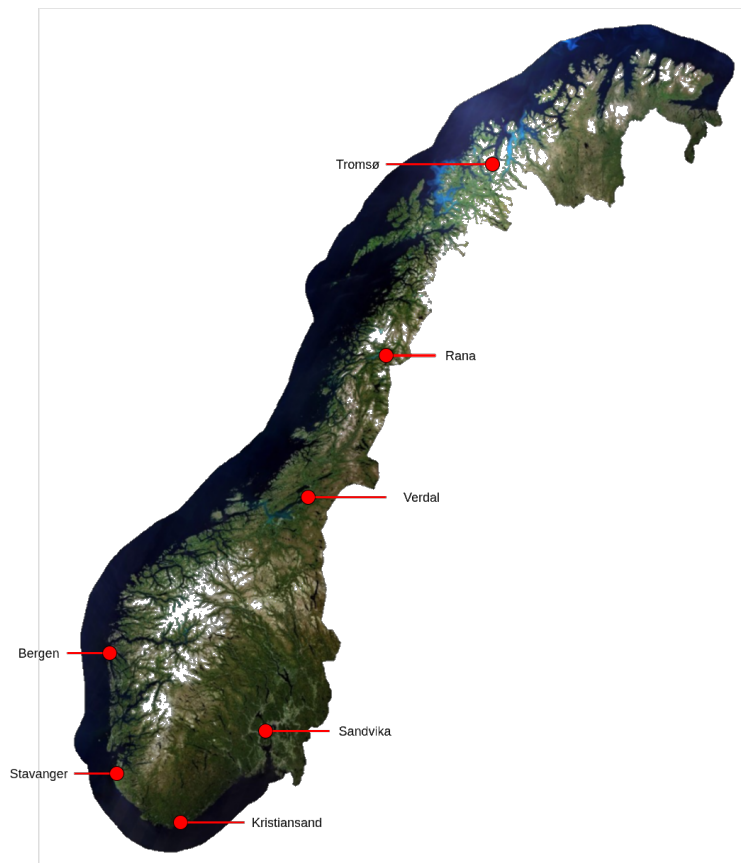 Tromsø
Rana
Verdal
Bergen
Sandvika
Stavanger
Kristiansand